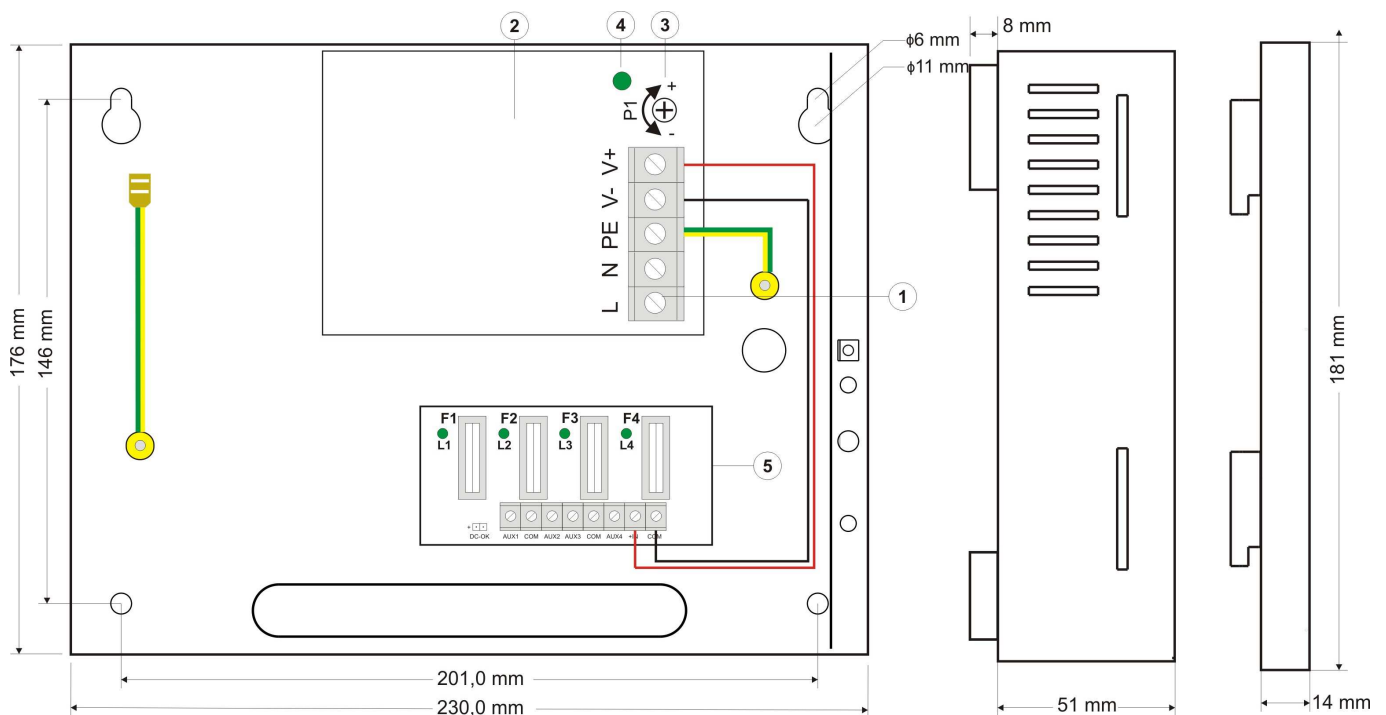 2
4
3
8 mm
ϕ6 mm
ϕ11 mm
+
P1
-
V+
V-
PE
N
L
1
176 mm
146 mm
181 mm
F1 F2 F3 F4
L1 L2 L3 L4
5
+ - +
DC-OK AUX1 COM AUX2 AUX3 COM AUX4 +IN COM
201,0 mm
230,0 mm
51 mm
14 mm